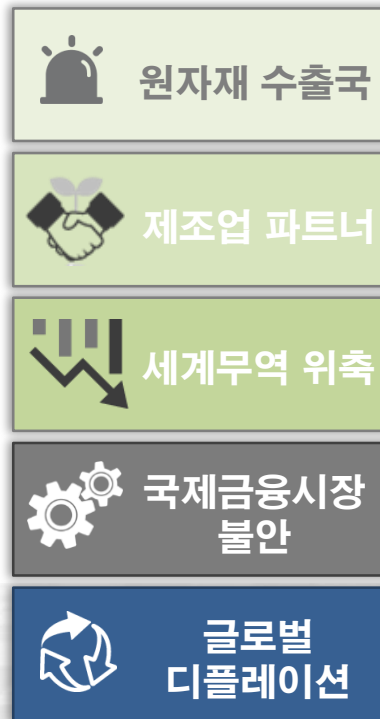 원자재 수출국
제조업 파트너
세계무역 위축
국제금융시장
불안
글로벌
디플레이션